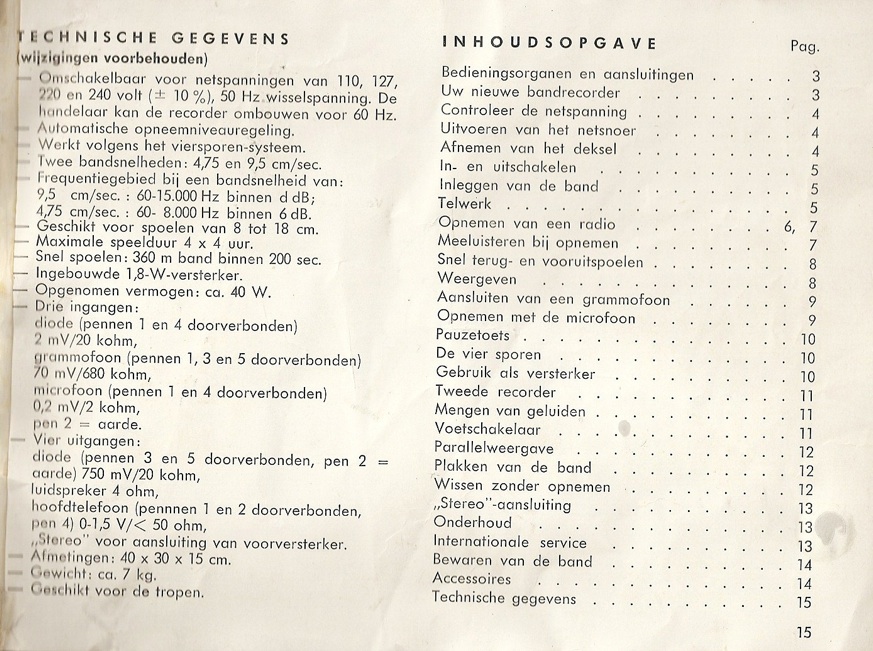 TECHNISCHE GEGEVENS
(wijzigingen voorbehouden)
— Omschakelbaar voor netspanningen van 110, 127,
220 en 240 volt (± 10 %), 50 Hz wisselspanning. De
handelaar kan de recorder ombouwen voor 60 Hz.
— Automatische opneemniveauregeling.
— Werkt volgens het viersporen-systeem.
— Twee bandsnelheden: 4,75 en 9,5 cm/sec.
— Frequentiegebied bij een bandsnelheid van:
9,5 cm/sec. : 60-15.000 Hz binnen d dB;
4,75 cm/sec. : 60- 8.000 Hz binnen 6 dB.
— Geschikt voor spoelen van 8 tot 18 cm.
— Maximale speelduur 4 x 4 uur.
— Snel spoelen: 360 m band binnen 200 sec.
— Ingebouwde 1,8-W-versterker.
— Opgenomen vermogen: ca. 40 W.
— Drie ingangen:
diode (pennen 1 en 4 doorverbonden)
2 mV/20 kohm,
grammofoon (pennen 1, 3 en 5 doorverbonden)
70 mV/680 kohm,
microfoon (pennen 1 en 4 doorverbonden)
0,2 mV/2 kohm,
pen 2 = aarde.
— Vier uitgangen:
diode (pennen 3 en 5 doorverbonden, pen 2 =
aarde) 750 mV/20 kohm,
luidspreker 4 ohm,
hoofdtelefoon (pennnen 1 en 2 doorverbonden,
pen 4) 0-1,5 V/< 50 ohm,
„Stereo" voor aansluiting van voorversterker.
— Afmetingen: 40 x 30 x 15 cm.
— Gewicht: ca. 7 kg.
— Geschikt voor de tropen.
INHOUDSOPGAVE Pag.
Bedieningsorganen en aansluitingen . . . . . 3
Uw nieuwe bandrecorder . . . . . . . . 3
Controleer de netspanning . . . . . . . . 4
Uitvoeren van het netsnoer . . . . . . . 4
Afnemen van het deksel . . . . . . . . 4
In- en uitschakelen . . . . . . . . . 5
Inleggen van de band . . . . . . . . . 5
Telwerk . . . . . . . . . . . . . 5
Opnemen van een radio . . . . . . . . 6, 7
Meeluisteren bij opnemen . . . . . . . . 7
Snel terug- en vooruitspoelen . . . . . . . 8
Weergeven . . . . . . . . . . . . 8
Aansluiten van een grammofoon . . . . . . 9
Opnemen met de microfoon . . . . . . . 9
Pauzetoets . . . . . . . . . . . . 10
De vier sporen . . . . . . . . . . 10
Gebruik als versterker . . . . . . . . . 10
Tweede recorder . . . . . . . . . . 11
Mengen van geluiden . . . . . . . . . 11
Voetschakelaar . . . . . . . . . . . 11
Parallelweergave . . . . . . . . . . 12
Plakken van de band . . . . . . . . . 12
Wissen zonder opnemen . . . . . . . . 12
„Stereo"-aansluiting . . . . . . . . . 13
Onderhoud . . . . . . . . . . . 13
Internationale service . . . . . . . . . 13
Bewaren van de band . . . . . . . . . 14
Accessoires . . . . . . . . . . . 14
Technische gegevens . . . . . . . . . 15
15